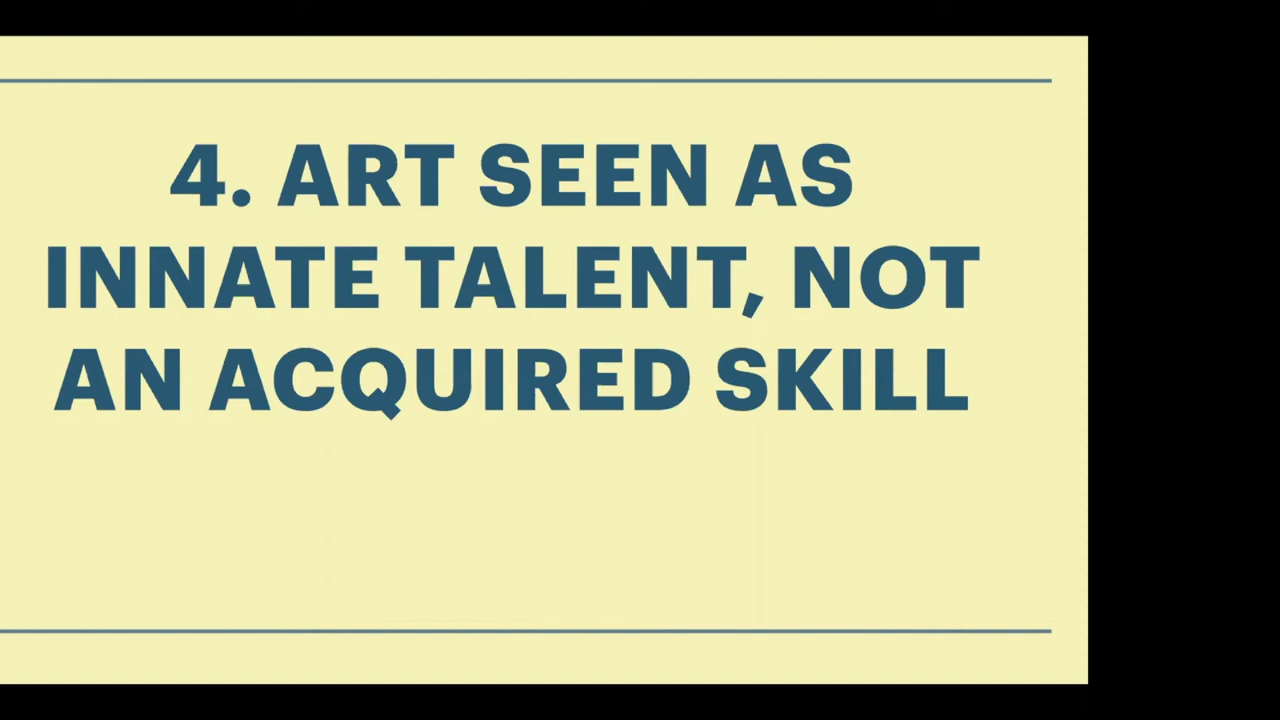 4. ART SEEN AS
INNATE TALENT, NOT
AN ACQUIRED SKILL